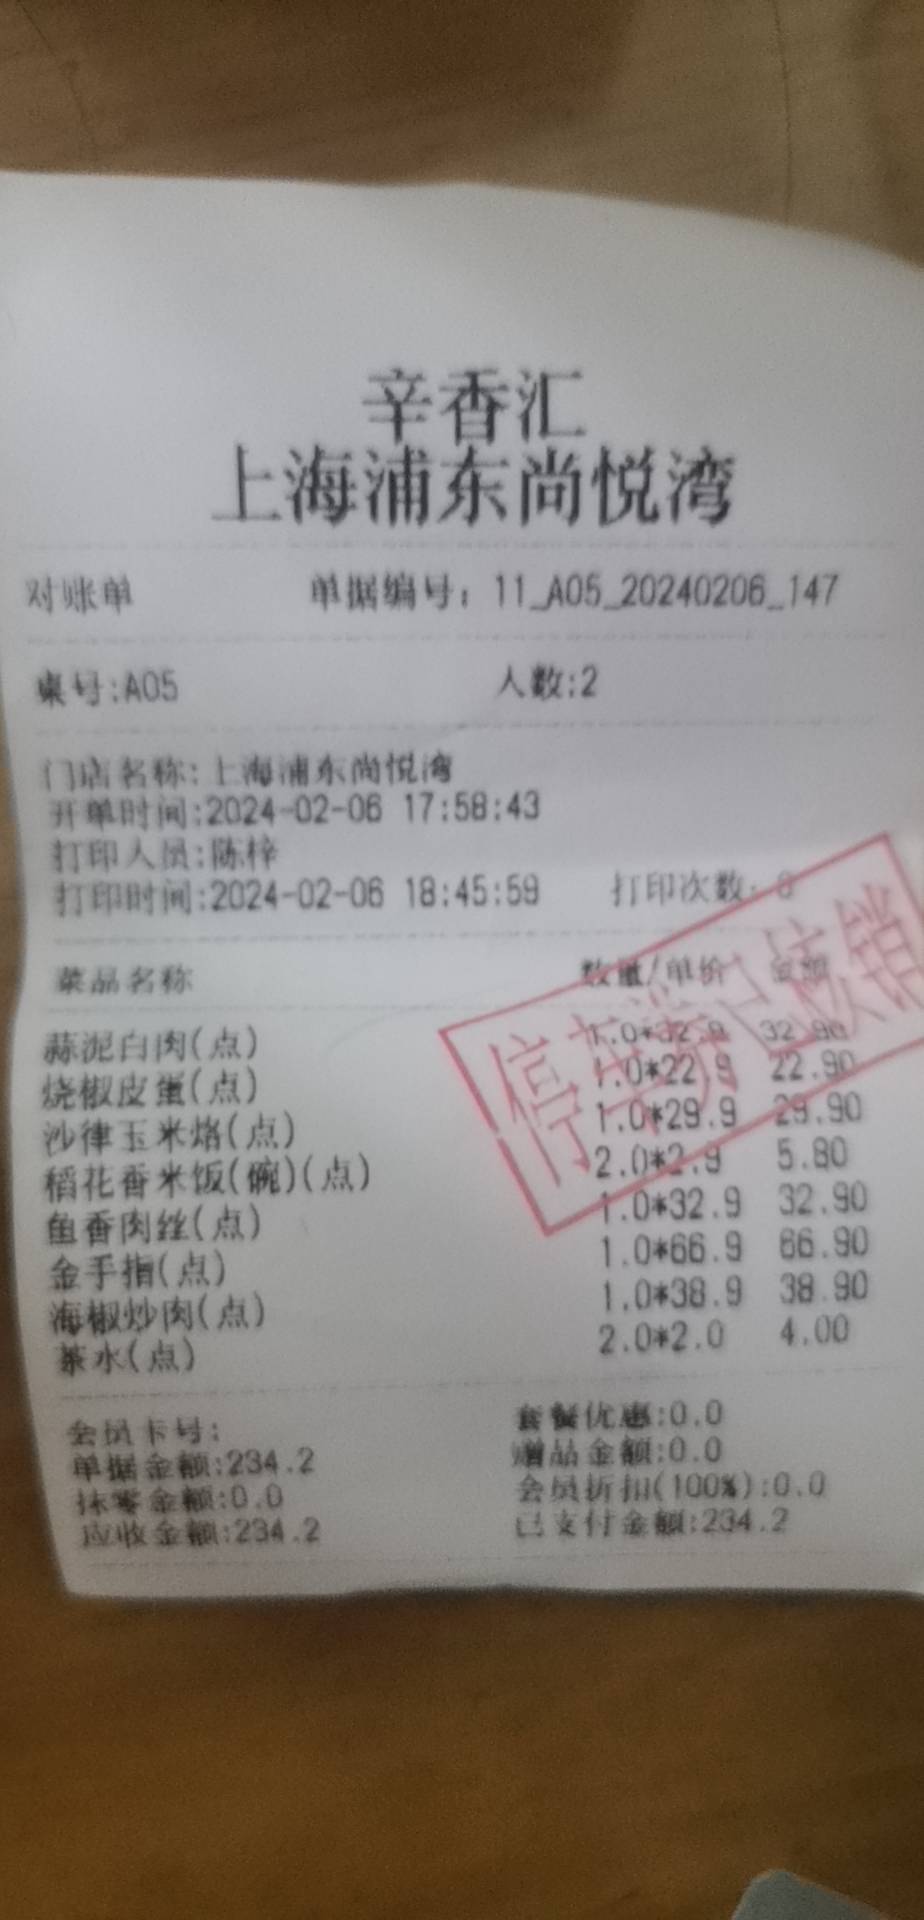 辛香汇
上海浦东尚悦湾
对账单 单据编号：11_A05_20240206_147
桌号:A05 人数:2
门店名称:上海浦东尚悦湾
开单时间:2024-02-06 17:58:43
打印人员:陈梓
打印时间:2024-02-06 18:45:59 打印次数:
菜品名称 数量/单价 金额
蒜泥白肉(点) 1.0*32.9 32.90
烧椒皮蛋(点) 1.0*22.9 22.90
沙律玉米烙(点) 1.0*29.9 29.90
稻花香米饭(碗)(点) 2.0*2.9 5.80
鱼香肉丝(点) 1.0*32.9 32.90
金手指(点) 1.0*66.9 66.90
海椒炒肉(点) 1.0*38.9 38.90
茶水(点) 2.0*2.0 4.00
停车券已核销
会员卡号: 套餐优惠:0.0
单据金额:234.2 赠品金额:0.0
抹零金额:0.0 会员折扣(100%):0.0
应收金额:234.2 已支付金额:234.2